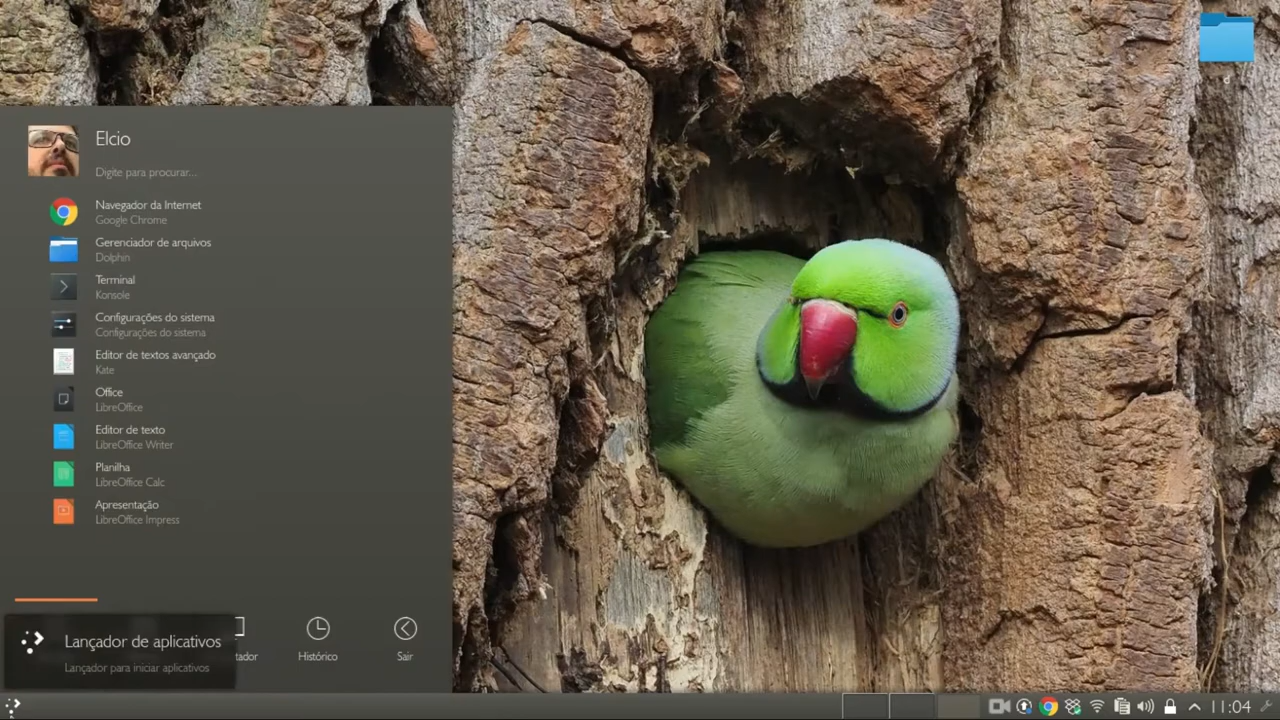 Elcio
Digite para procurar...
Navegador da Internet
Google Chrome
Gerenciador de arquivos
Dolphin
Terminal
Konsole
Configurações do sistema
Configurações do sistema
Editor de textos avançado
Kate
Office
LibreOffice
Editor de texto
LibreOffice Writer
Planilha
LibreOffice Calc
Apresentação
LibreOffice Impress
Lançador de aplicativos
Lançador para iniciar aplicativos
tador
Histórico
Sair
11:04